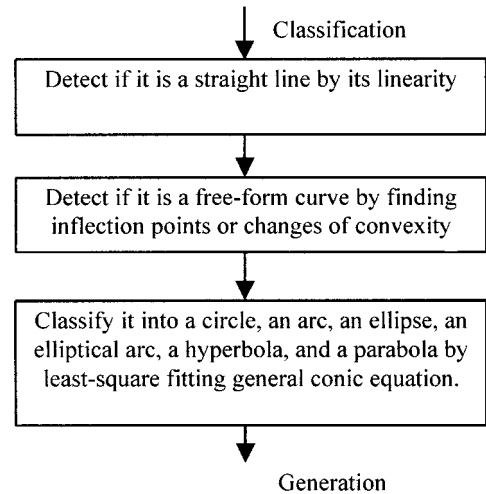 Classification
Detect if it is a straight line by its linearity
Detect if it is a free-form curve by finding
inflection points or changes of convexity
Classify it into a circle, an arc, an ellipse, an
elliptical arc, a hyperbola, and a parabola by
least-square fitting general conic equation.
Generation